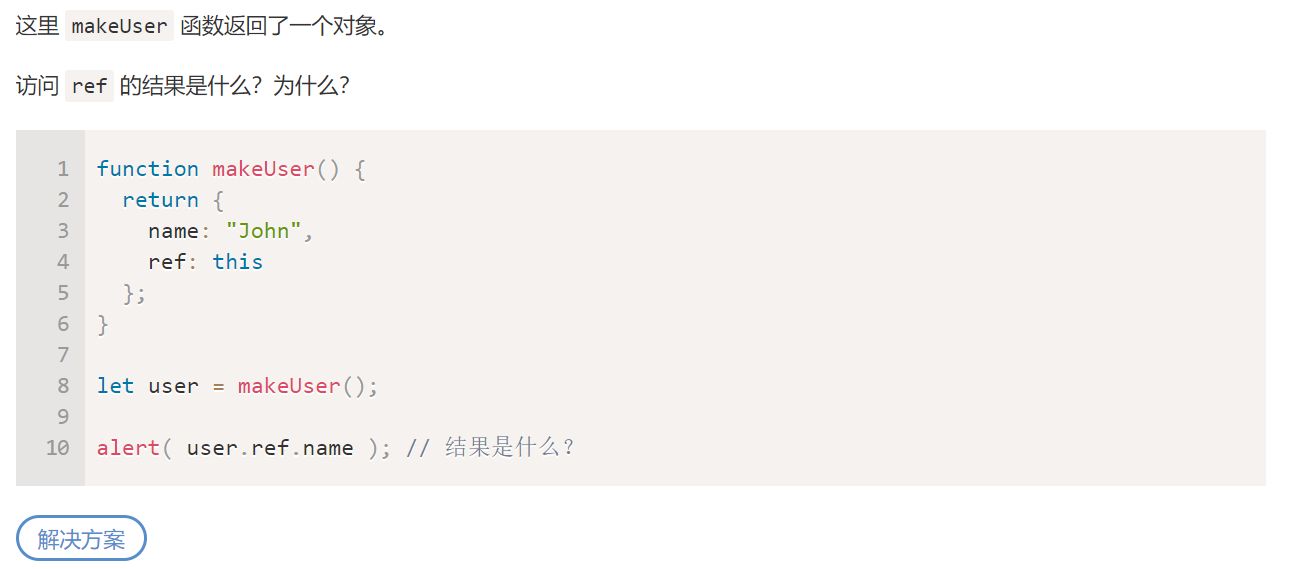 这里 makeUser 函数返回了一个对象。
访问 ref 的结果是什么？为什么？
1 function makeUser() {
2   return {
3     name: "John",
4     ref: this
5   };
6 }
7
8 let user = makeUser();
9
10 alert( user.ref.name ); // 结果是什么？
解决方案